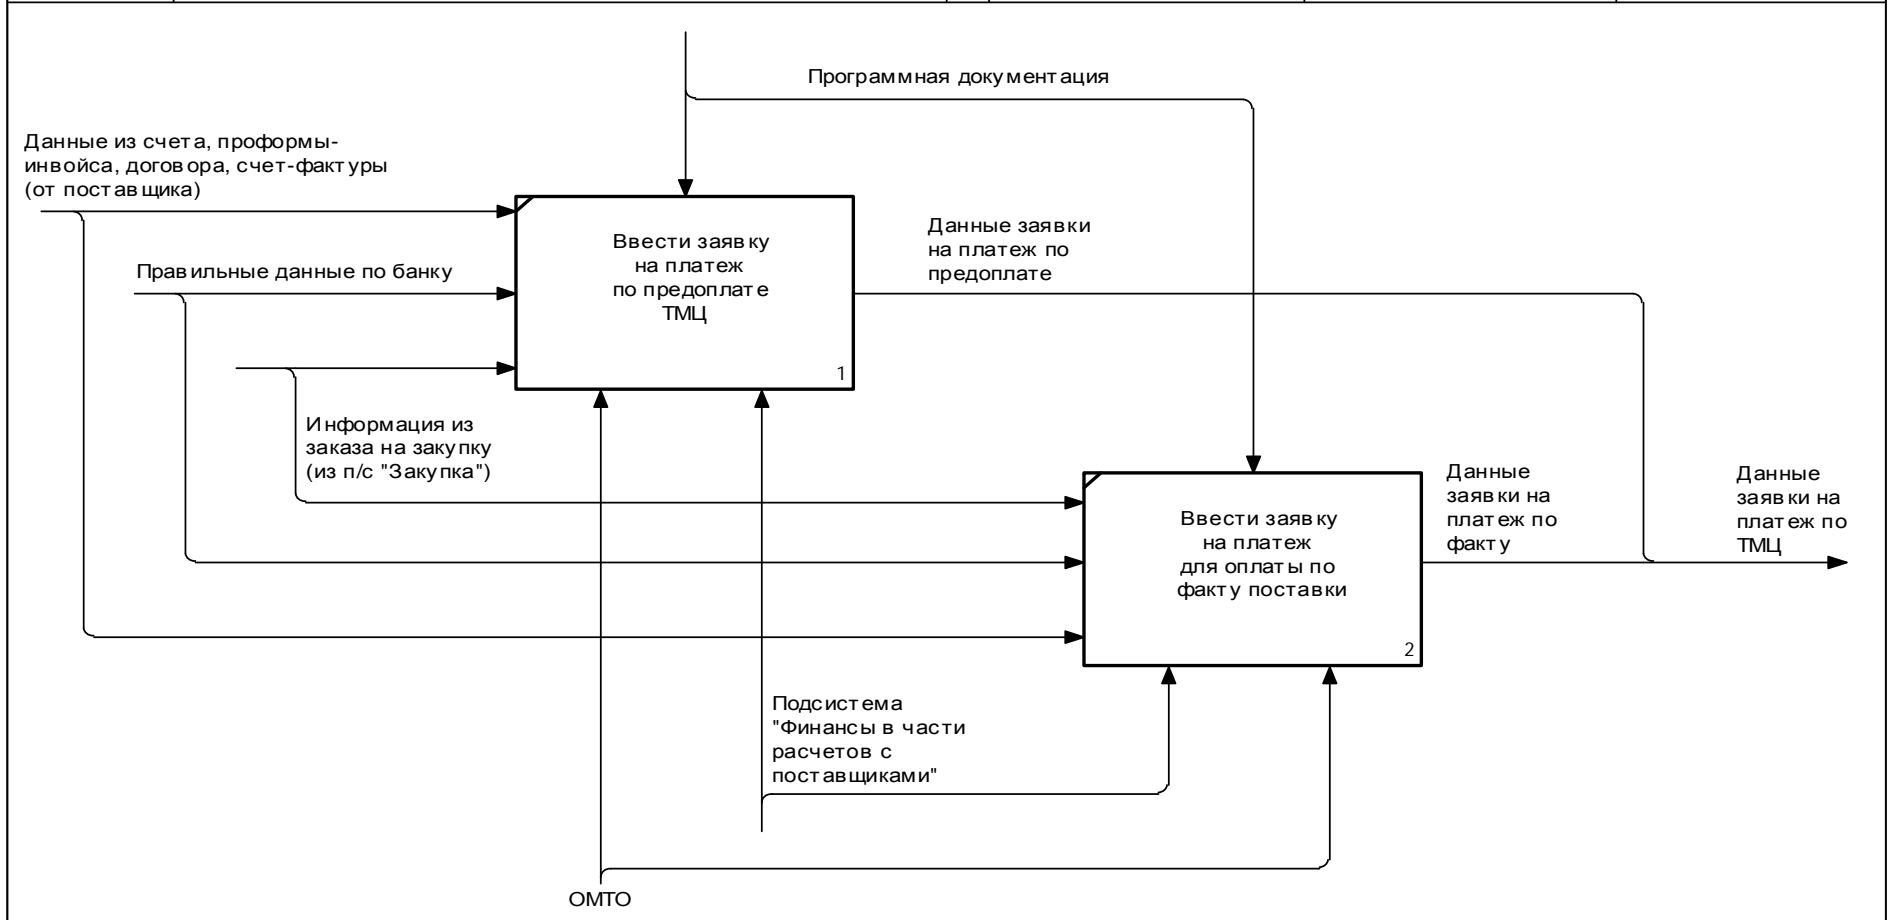 Программная документация
Данные из счета, проформы-
инвойса, договора, счет-фактуры
(от поставщика)
Правильные данные по банку
Ввести заявку
на платеж
по предоплате
ТМЦ
1
Данные заявки
на платеж по
предоплате
Информация из
заказа на закупку
(из п/с "Закупка")
Ввести заявку
на платеж
для оплаты по
факту поставки
2
Данные
заявки на
платеж по
факту
Данные
заявки на
платеж по
ТМЦ
Подсистема
"Финансы в части
расчетов с
поставщиками"
ОМТО